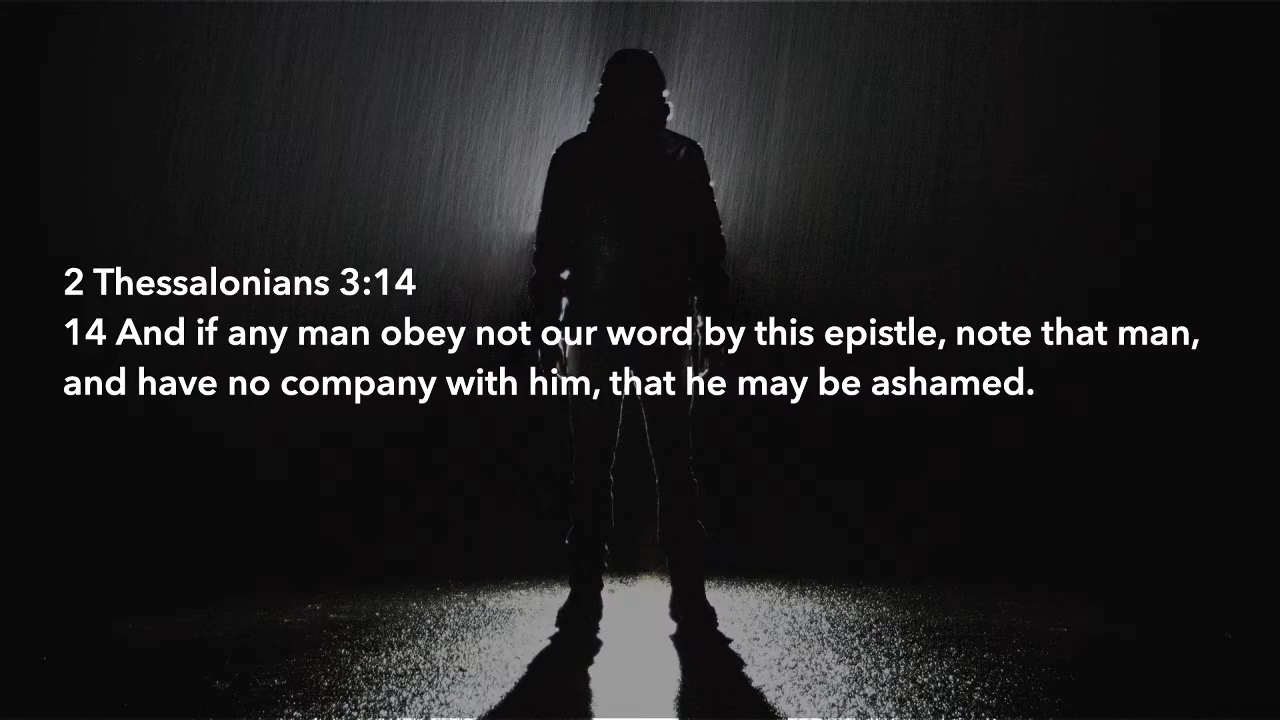 2 Thessalonians 3:14
14 And if any man obey not our word by this epistle, note that man,
and have no company with him, that he may be ashamed.